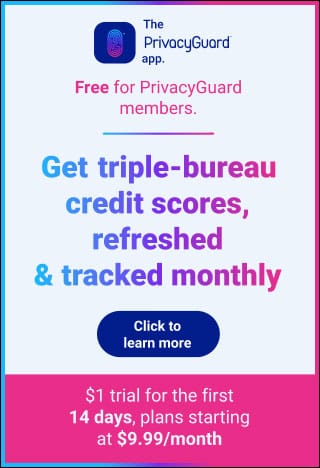 The
PrivacyGuard
app.
Free for PrivacyGuard
members.
Get triple-bureau
credit scores,
refreshed
& tracked monthly
Click to
learn more
$1 trial for the first
14 days, plans starting
at $9.99/month